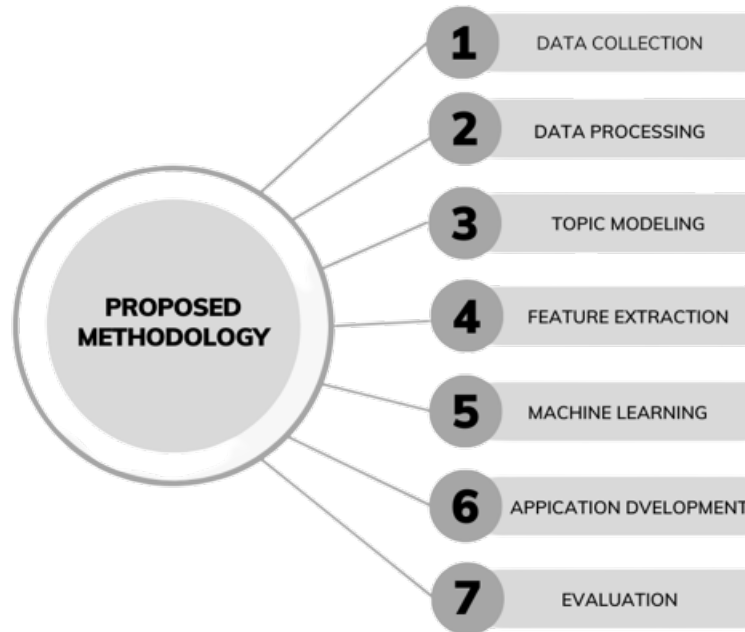 PROPOSED
METHODOLOGY
1 DATA COLLECTION
2 DATA PROCESSING
3 TOPIC MODELING
4 FEATURE EXTRACTION
5 MACHINE LEARNING
6 APPICATION DVELOPMENT
7 EVALUATION